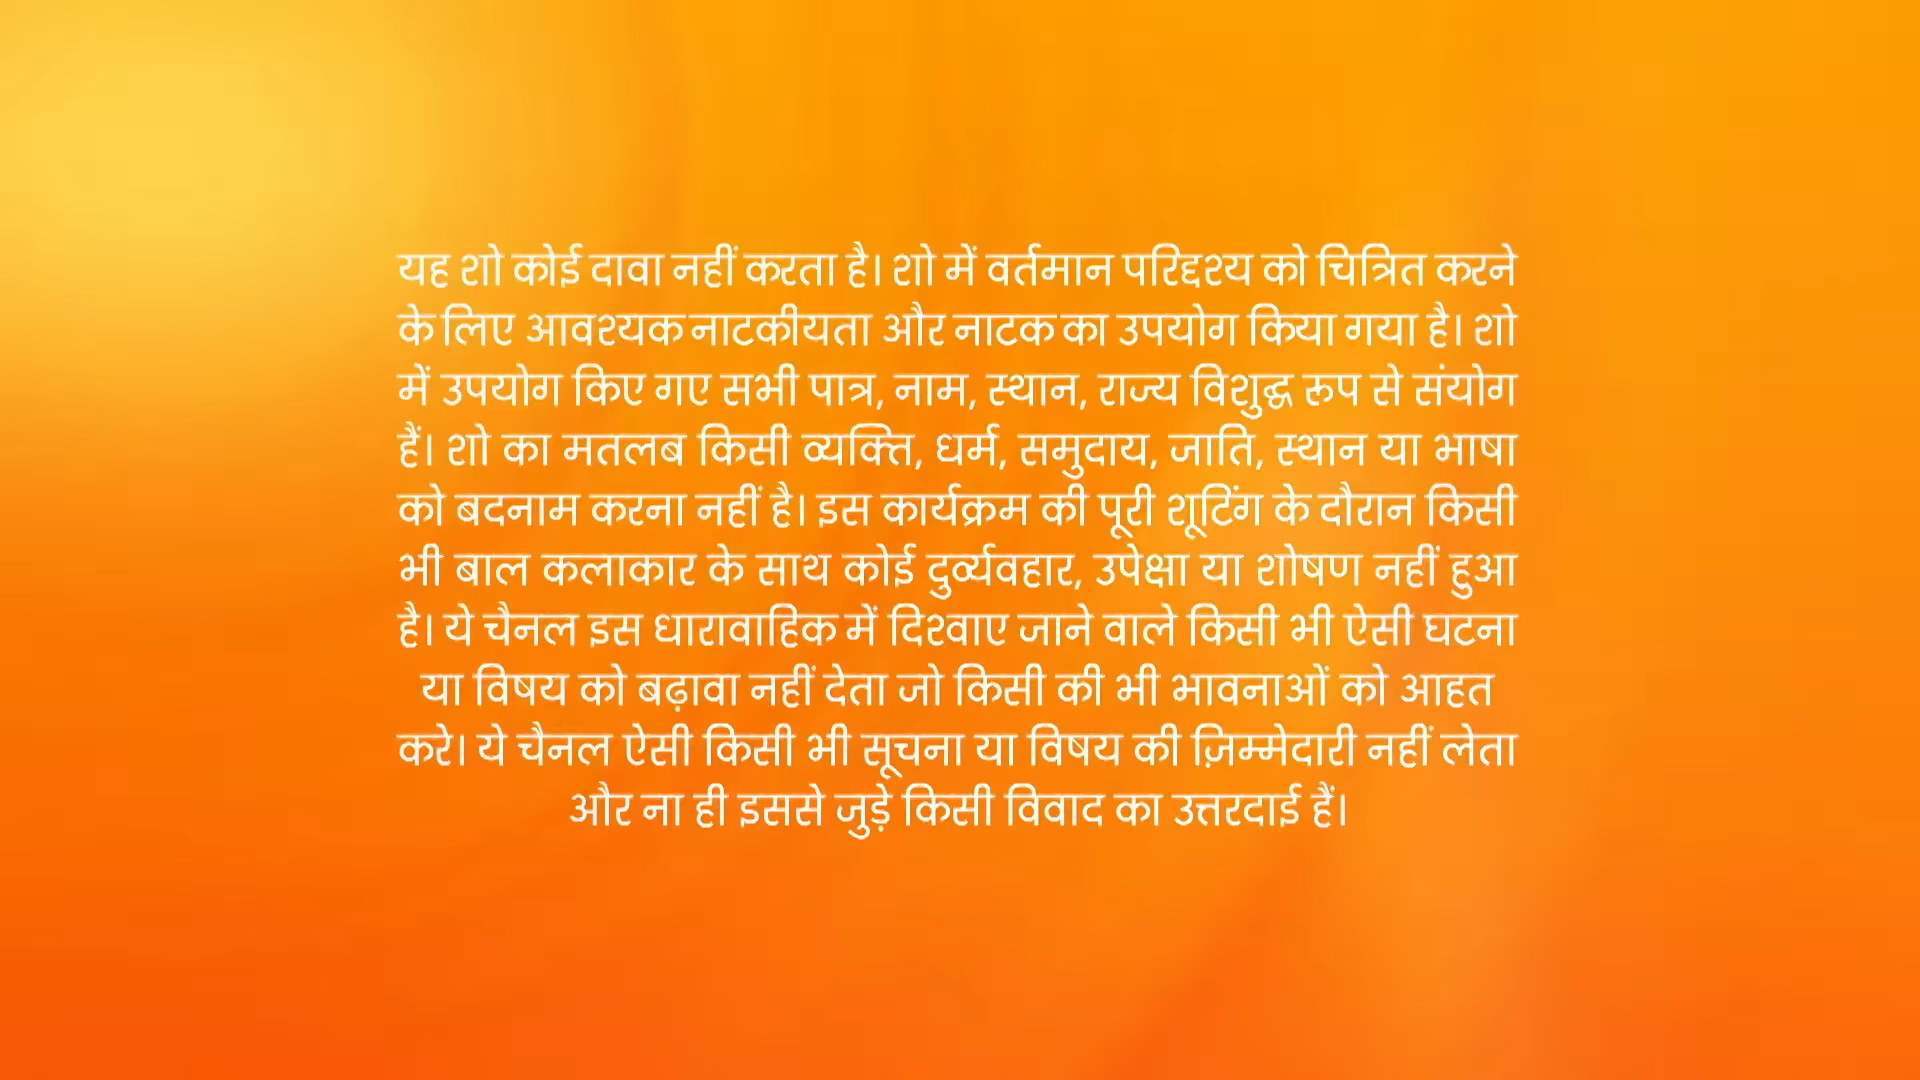 यह शो कोई दावा नहीं करता है। शो में वर्तमान परिद्दश्य को चित्रित करने
के लिए आवश्यक नाटकीयता और नाटक का उपयोग किया गया है। शो
में उपयोग किए गए सभी पात्र, नाम, स्थान, राज्य विशुद्ध रुप से संयोग
हैं। शो का मतलब किसी व्यक्ति, धर्म, समुदाय, जाति, स्थान या भाषा
को बदनाम करना नहीं है। इस कार्यक्रम की पूरी शूटिंग के दौरान किसी
भी बाल कलाकार के साथ कोई दुर्व्यवहार, उपेक्षा या शोषण नहीं हुआ
है। ये चैनल इस धारावाहिक में दिखाए जाने वाले किसी भी ऐसी घटना
या विषय को बढ़ावा नहीं देता जो किसी की भी भावनाओं को आहत
करे। ये चैनल ऐसी किसी भी सूचना या विषय की ज़िम्मेदारी नहीं लेता
और ना ही इससे जुड़े किसी विवाद का उत्तरदाई हैं।